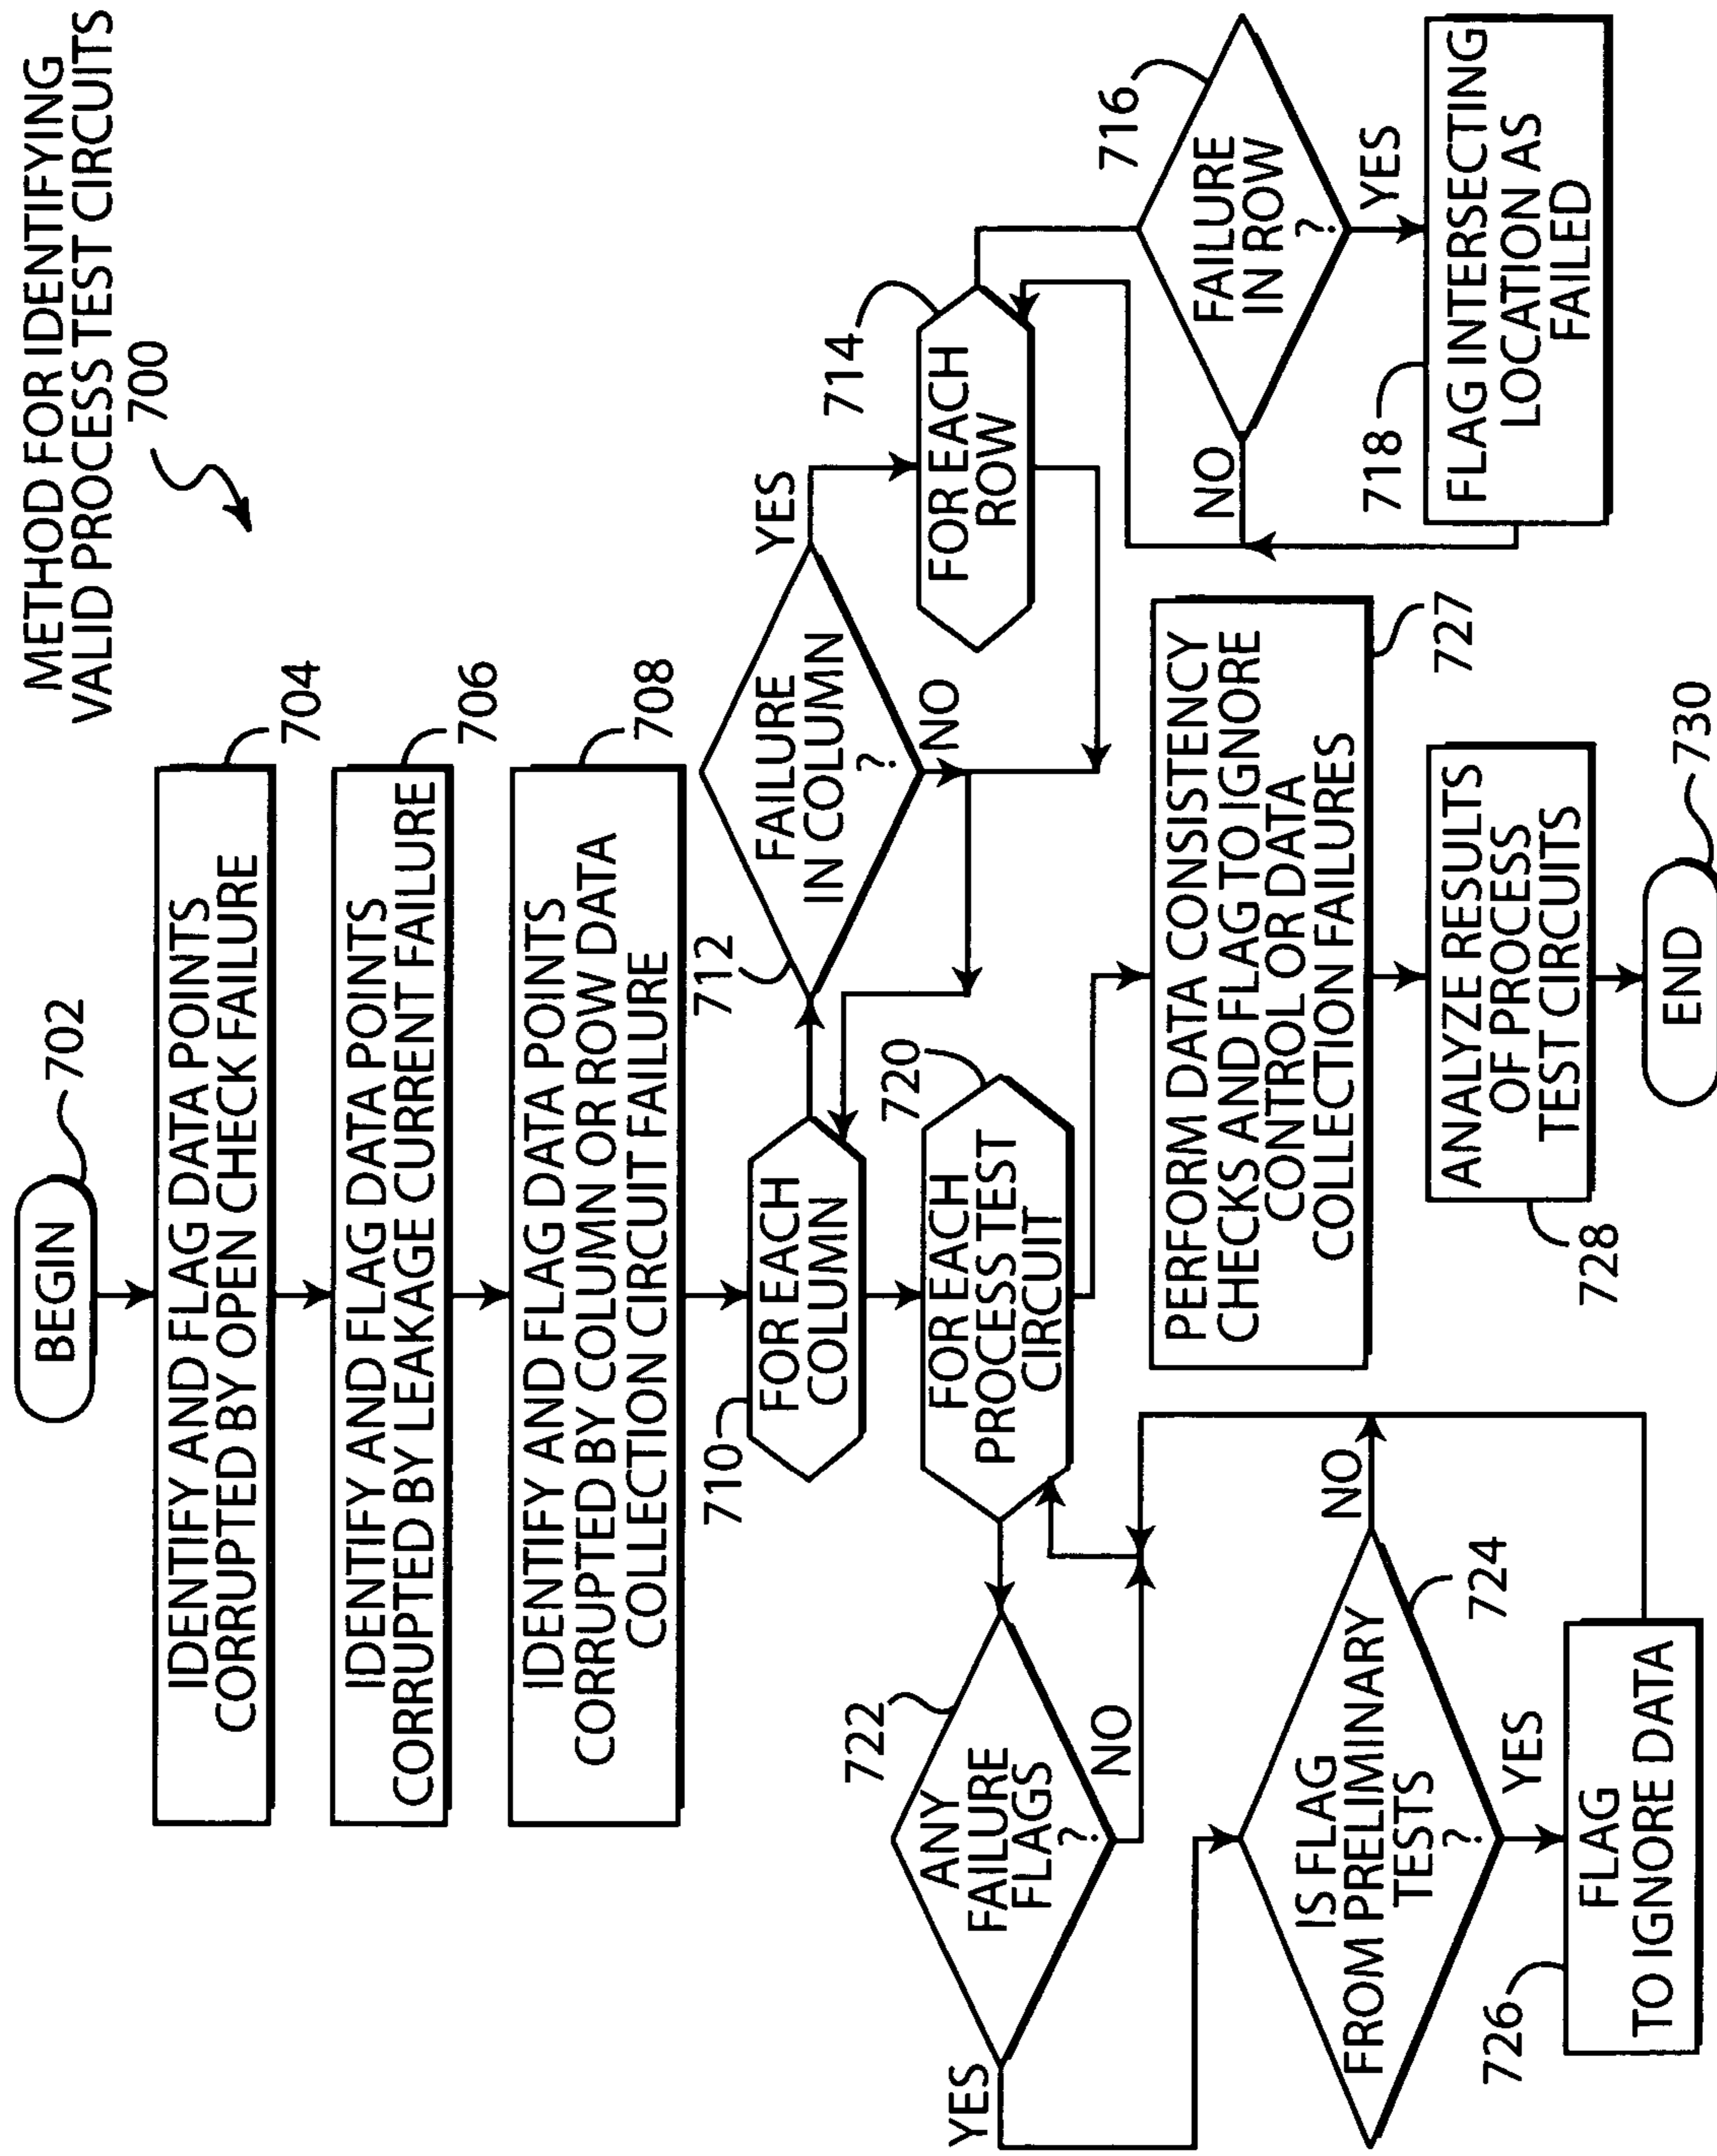 METHOD FOR IDENTIFYING
VALID PROCESS TEST CIRCUITS
700
BEGIN
702
IDENTIFY AND FLAG DATA POINTS
CORRUPTED BY OPEN CHECK FAILURE
704
IDENTIFY AND FLAG DATA POINTS
CORRUPTED BY LEAKAGE CURRENT FAILURE
706
IDENTIFY AND FLAG DATA POINTS
CORRUPTED BY COLUMN OR ROW DATA
COLLECTION CIRCUIT FAILURE
708
710
FOR EACH
COLUMN
712
FAILURE
IN COLUMN
?
YES
NO
714
FOR EACH
ROW
716
FAILURE
IN ROW
?
NO
YES
718
FLAG INTERSECTING
LOCATION AS
FAILED
720
FOR EACH
PROCESS TEST
CIRCUIT
722
ANY
FAILURE
FLAGS
?
YES
NO
724
IS FLAG
FROM PRELIMINARY
TESTS
?
NO
YES
726
FLAG
TO IGNORE DATA
PERFORM DATA CONSISTENCY
CHECKS AND FLAG TO IGNORE
CONTROL OR DATA
COLLECTION FAILURES
727
ANALYZE RESULTS
OF PROCESS
TEST CIRCUITS
728
END
730